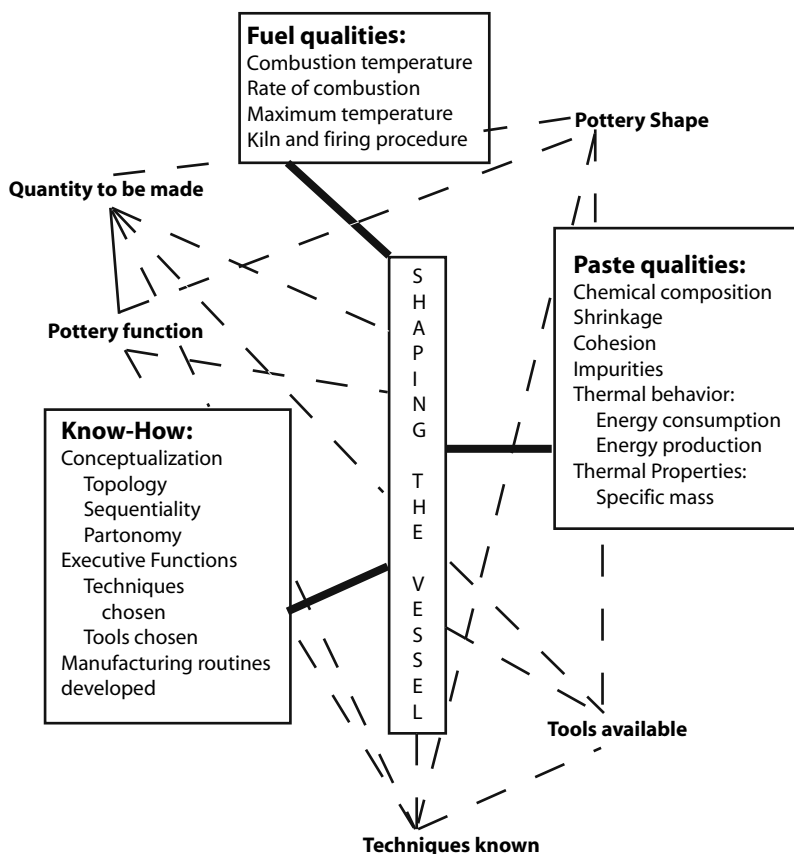 Fuel qualities:
Combustion temperature
Rate of combustion
Maximum temperature
Kiln and firing procedure
Pottery Shape
Quantity to be made
Pottery function
SHAPING THE VESSEL
Paste qualities:
Chemical composition
Shrinkage
Cohesion
Impurities
Thermal behavior:
Energy consumption
Energy production
Thermal Properties:
Specific mass
Know-How:
Conceptualization
Topology
Sequentiality
Partonomy
Executive Functions
Techniques
chosen
Tools chosen
Manufacturing routines
developed
Tools available
Techniques known